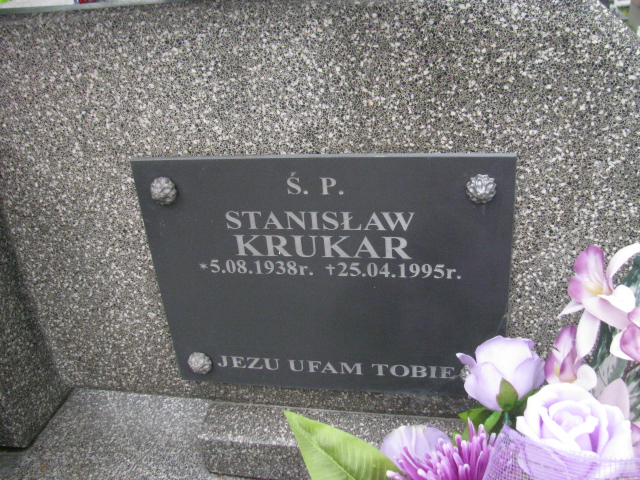 Ś. P.
STANISŁAW
KRUKAR
*5.08.1938r. †25.04.1995r.
JEZU UFAM TOBIE